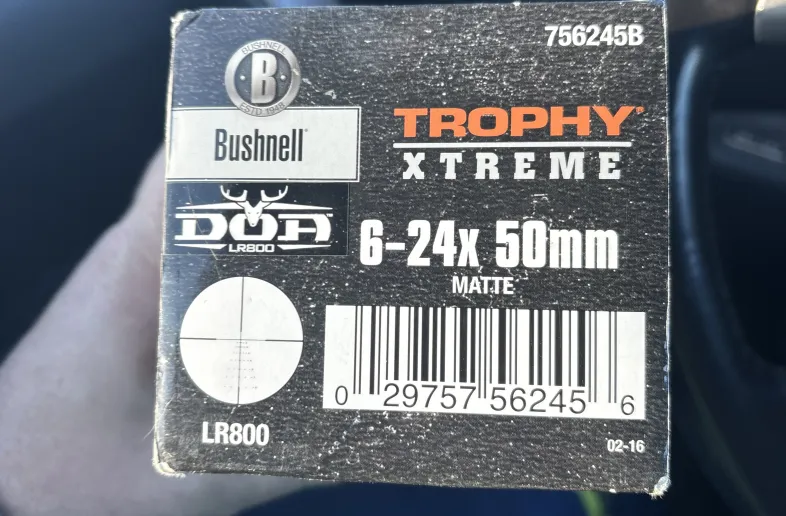 756245B
BUSHNELL
B
ESTD 1948
Bushnell®
TROPHY®
XTREME
DOA™
LR800
6-24x 50mm
MATTE
0 29757 56245 6
LR800
02-16